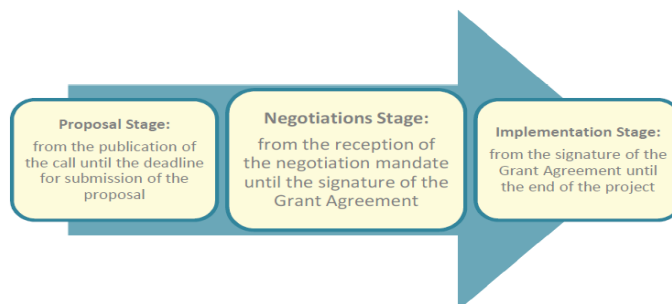 Proposal Stage:
from the publication of
the call until the deadline
for submission of the
proposal
Negotiations Stage:
from the reception of
the negotiation mandate
until the signature of the
Grant Agreement
Implementation Stage:
from the signature of the
Grant Agreement until
the end of the project